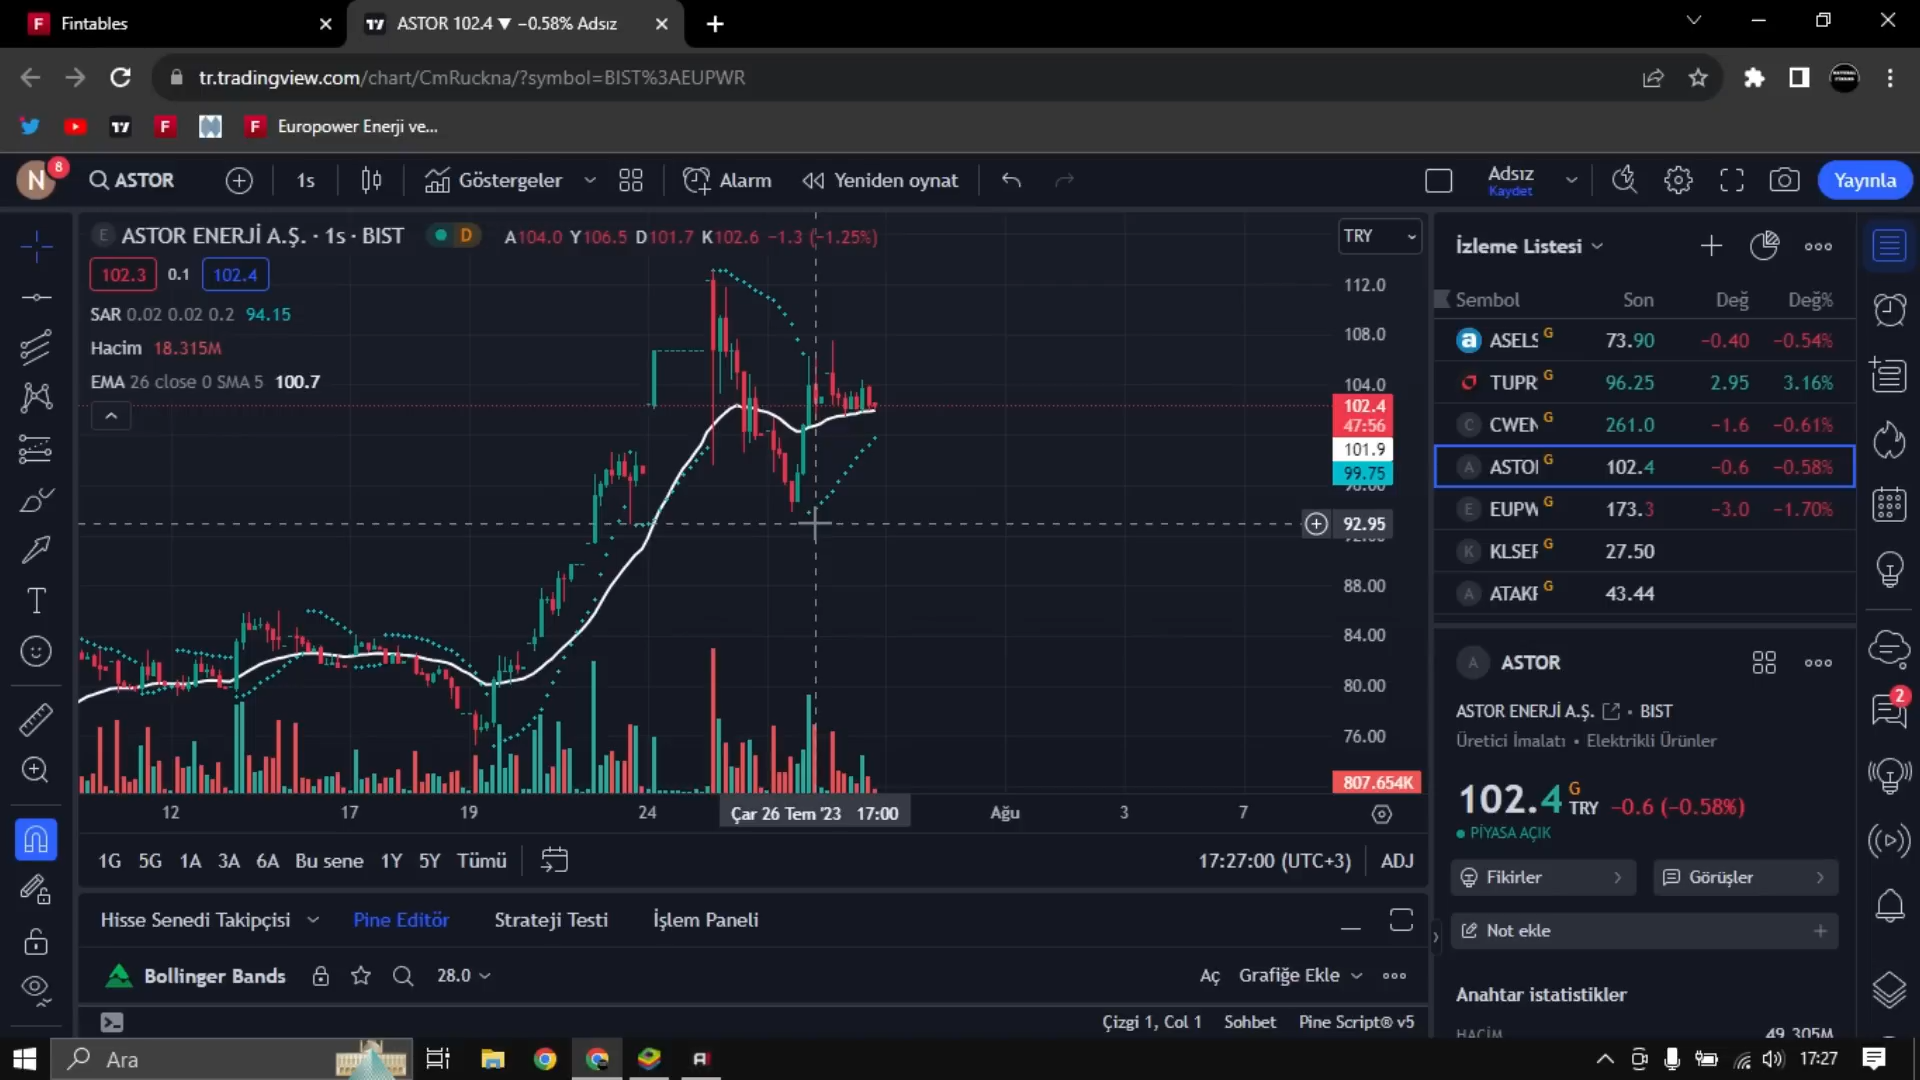 Fintables
ASTOR 102.4 ▼ −0.58% Adsız
tr.tradingview.com/chart/CmRuckna/?symbol=BIST%3AEUPWR
Europower Enerji ve...
N
8
ASTOR
1s
Göstergeler
Alarm
Yeniden oynat
Adsız
Kaydet
Yayınla
E
ASTOR ENERJİ A.Ş. · 1s · BIST
D
A104.0 Y106.5 D101.7 K102.6 −1.3 (−1.25%)
TRY
102.3
0.1
102.4
SAR 0.02 0.02 0.2 94.15
Hacim 18.315M
EMA 26 close 0 SMA 5 100.7
112.0
108.0
104.0
102.4
47:56
101.9
99.75
92.95
88.00
84.00
80.00
76.00
807.654K
12
17
19
24
Çar 26 Tem '23 17:00
Ağu
3
7
1G 5G 1A 3A 6A Bu sene 1Y 5Y Tümü
17:27:00 (UTC+3)
ADJ
Hisse Senedi Takipçisi
Pine Editör
Strateji Testi
İşlem Paneli
Bollinger Bands
28.0
Aç
Grafiğe Ekle
Çizgi 1, Col 1
Sohbet
Pine Script® v5
İzleme Listesi
Sembol Son Değ Değ%
a ASELS G 73.90 −0.40 −0.54%
TUPR G 96.25 2.95 3.16%
C CWEN G 261.0 −1.6 −0.61%
A ASTOI G 102.4 −0.6 −0.58%
E EUPW G 173.3 −3.0 −1.70%
K KLSEF G 27.50
A ATAKF G 43.44
A ASTOR
ASTOR ENERJİ A.Ş. • BIST
Üretici İmalatı • Elektrikli Ürünler
102.4 G TRY −0.6 (−0.58%)
PİYASA AÇIK
Fikirler
Görüşler
Not ekle
Anahtar istatistikler
HACİM
49.305M
2
Ara
17:27